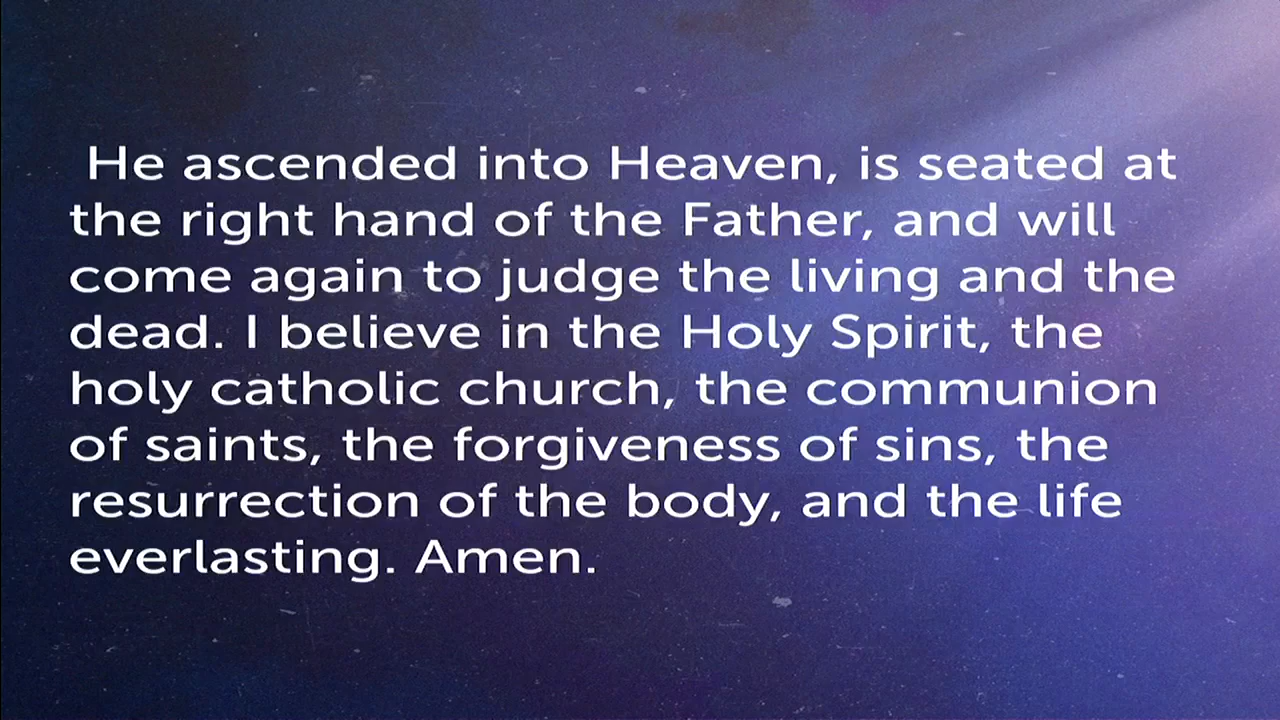 He ascended into Heaven, is seated at
the right hand of the Father, and will
come again to judge the living and the
dead. I believe in the Holy Spirit, the
holy catholic church, the communion
of saints, the forgiveness of sins, the
resurrection of the body, and the life
everlasting. Amen.